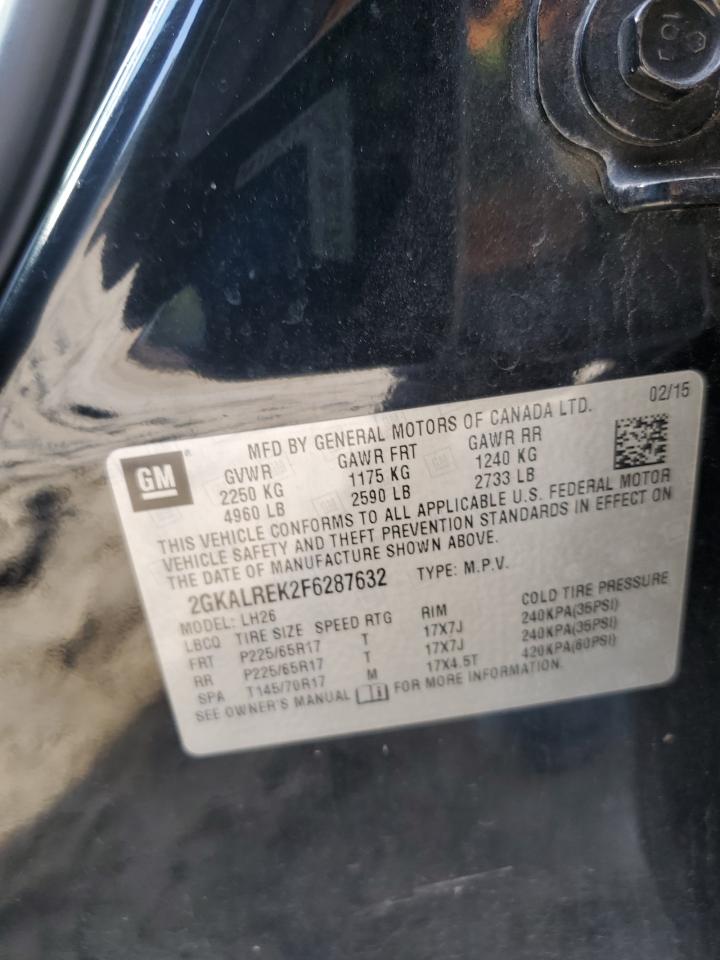 02/15
MFD BY GENERAL MOTORS OF CANADA LTD.
GM
GVWR GAWR FRT GAWR RR
2250 KG 1175 KG 1240 KG
4960 LB 2590 LB 2733 LB
THIS VEHICLE CONFORMS TO ALL APPLICABLE U.S. FEDERAL MOTOR
VEHICLE SAFETY AND THEFT PREVENTION STANDARDS IN EFFECT ON
THE DATE OF MANUFACTURE SHOWN ABOVE.
2GKALREK2F6287632 TYPE: M.P.V.
MODEL: LH26
LBCQ TIRE SIZE SPEED RTG RIM COLD TIRE PRESSURE
FRT P225/65R17 T 17X7J 240KPA(35PSI)
RR P225/65R17 T 17X7J 240KPA(35PSI)
SPA T145/70R17 M 17X4.5T 420KPA(60PSI)
SEE OWNER'S MANUAL FOR MORE INFORMATION.